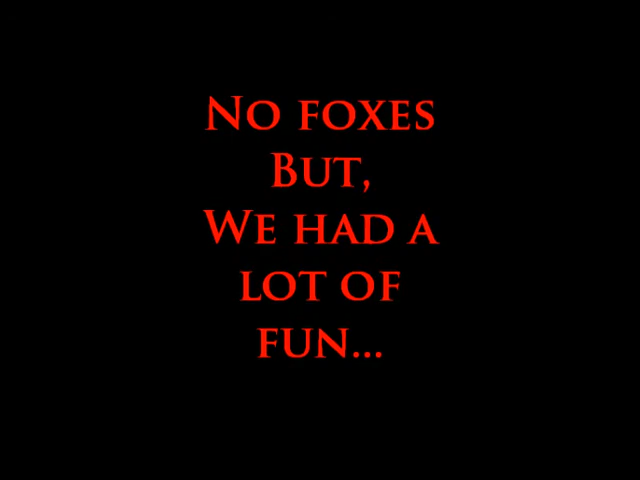 No foxes
But,
We had a
lot of
fun...